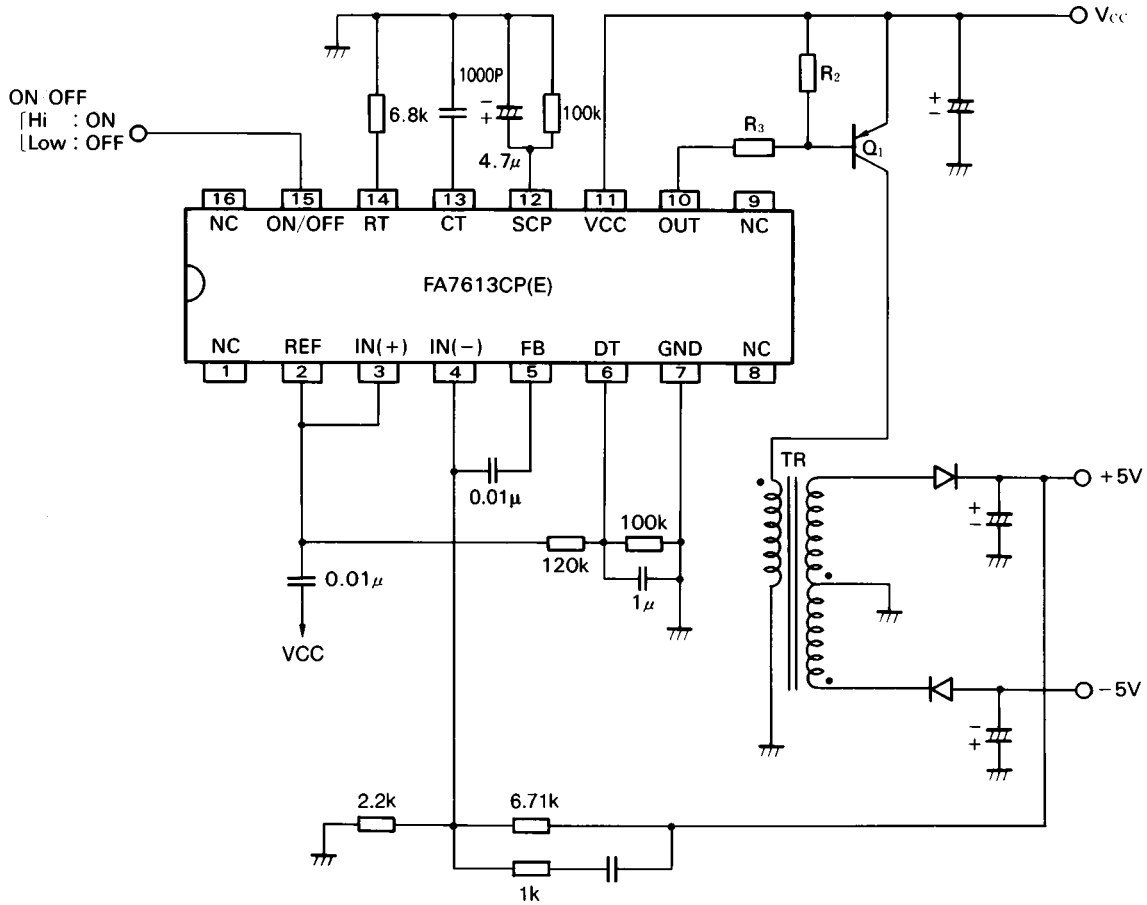 Vcc
ON OFF
Hi : ON
Low : OFF
1000P
6.8k
− +
4.7μ
100k
R₂
R₃
Q₁
+ −
16 15 14 13 12 11 10 9
NC ON/OFF RT CT SCP VCC OUT NC
FA7613CP(E)
NC REF IN(+) IN(−) FB DT GND NC
1 2 3 4 5 6 7 8
0.01μ
TR
+5V
+ −
100k
120k
0.01μ
1μ
VCC
−5V
− +
2.2k
6.71k
1k